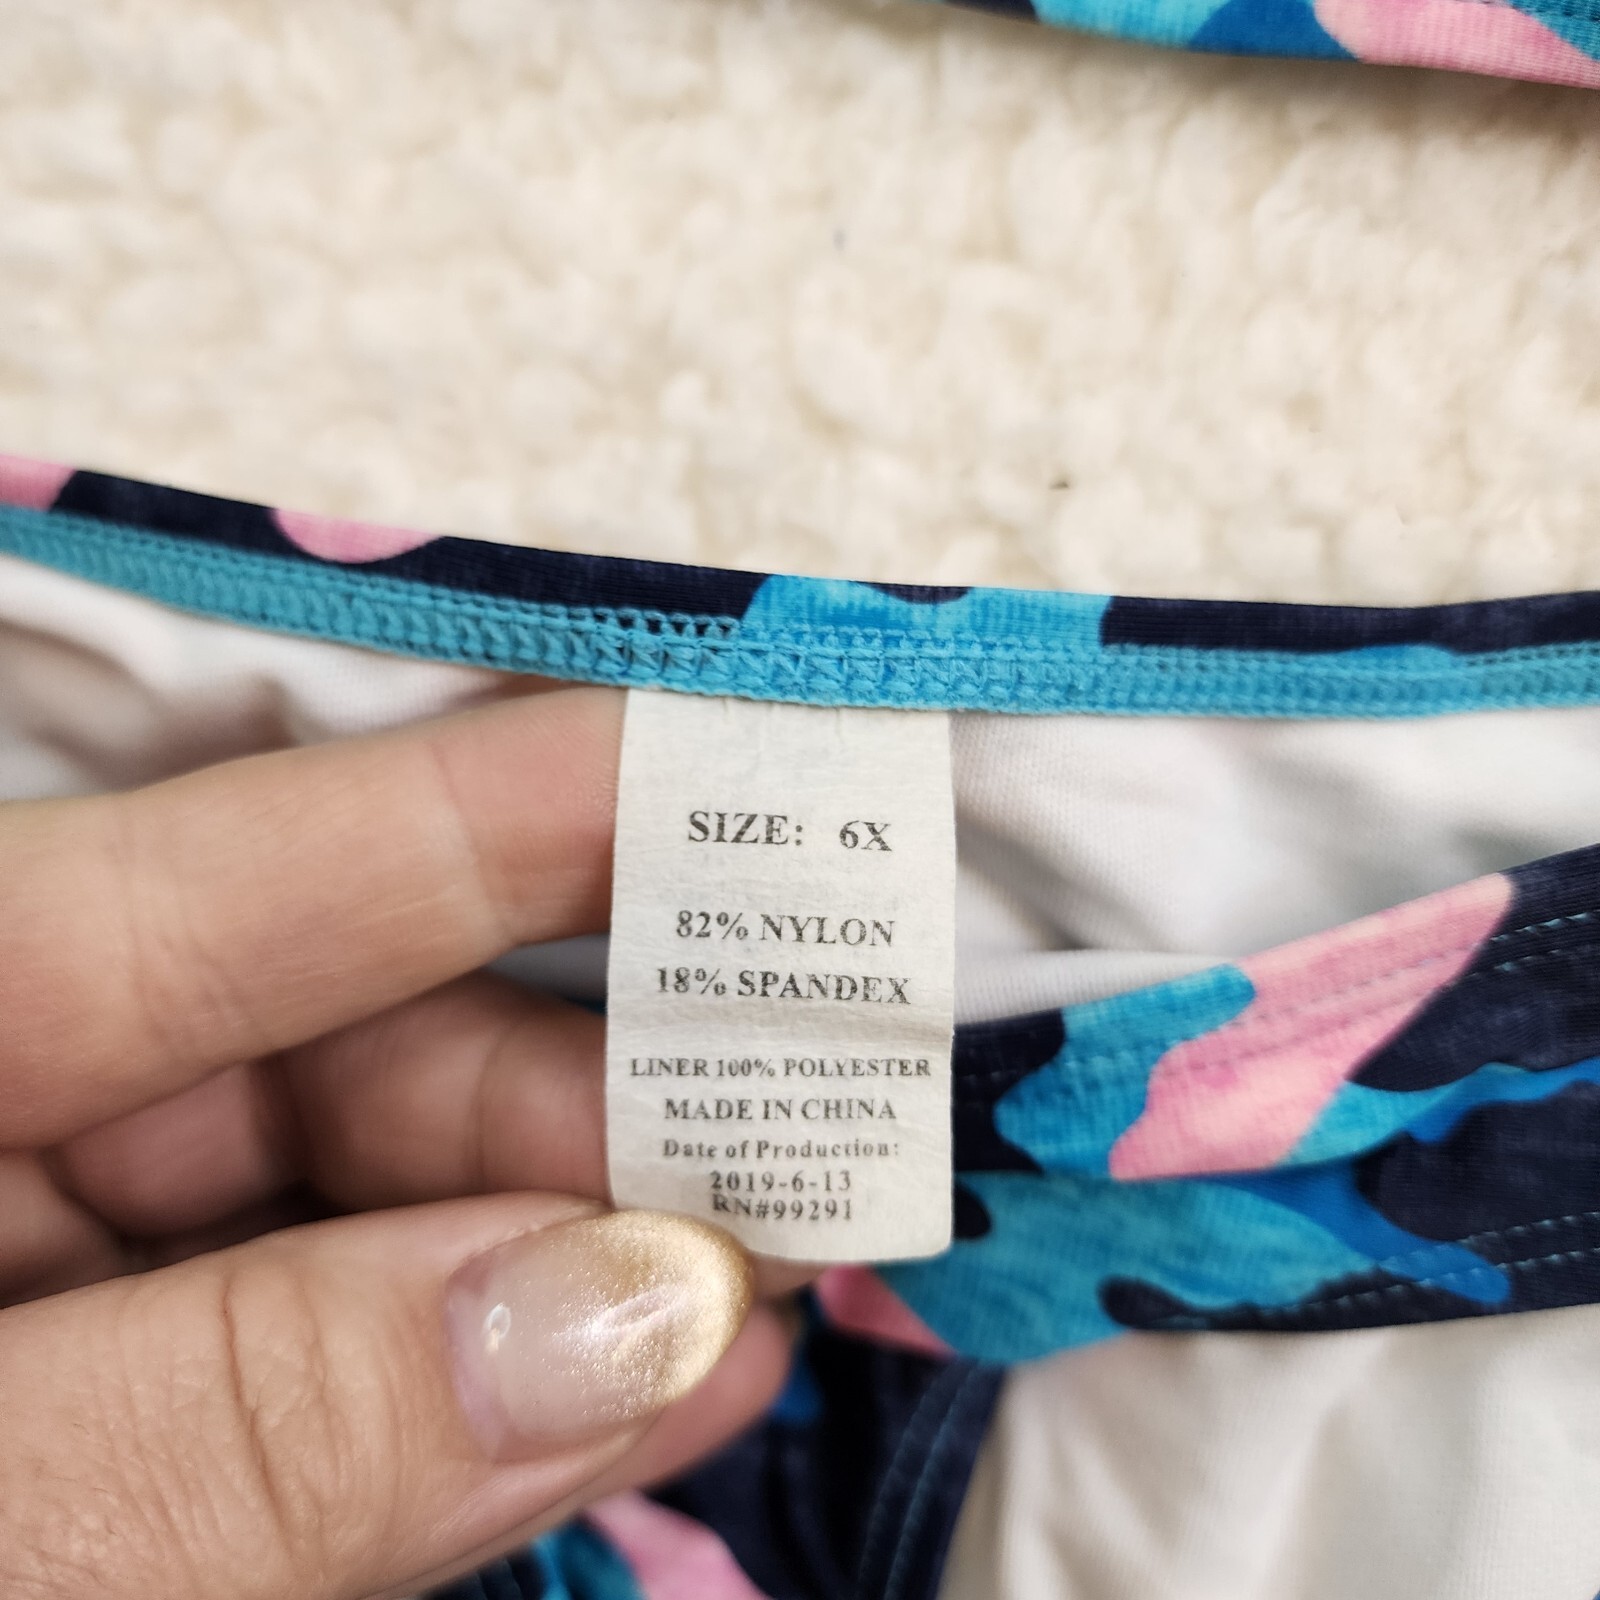 SIZE: 6X
82% NYLON
18% SPANDEX
LINER 100% POLYESTER
MADE IN CHINA
Date of Production:
2019-6-13
RN#99291